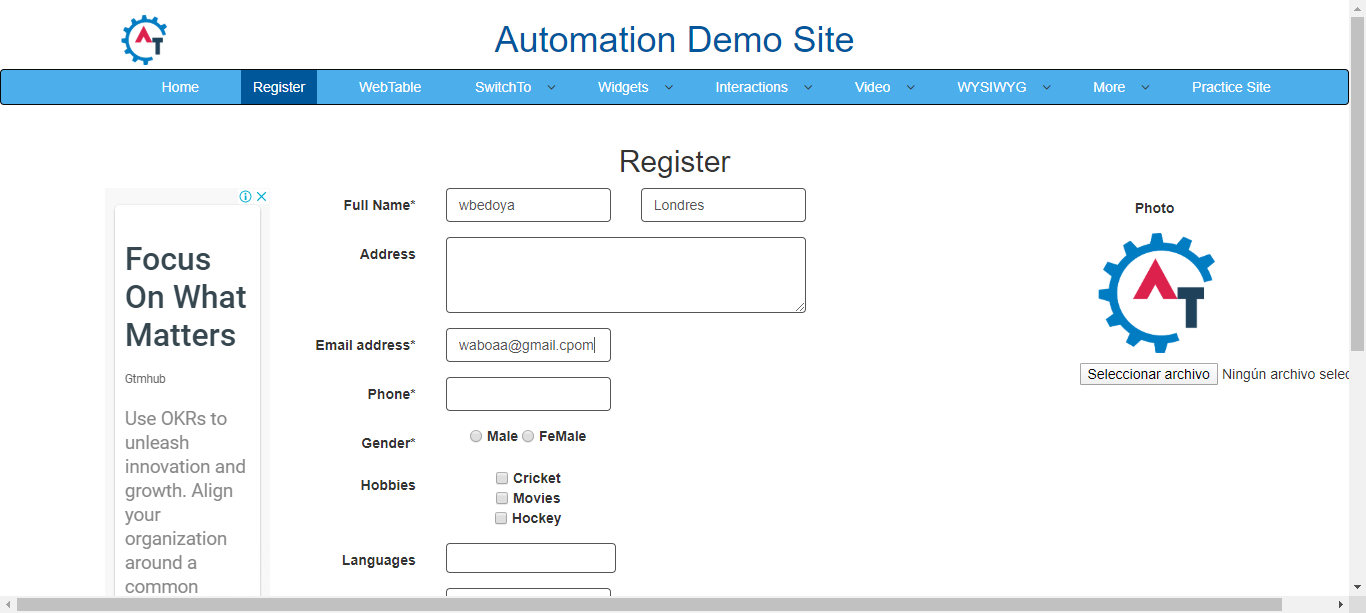 AT
Automation Demo Site
Home Register WebTable SwitchTo Widgets Interactions Video WYSIWYG More Practice Site
Register
Full Name* wbedoya Londres
Address
Email address* waboaa@gmail.cpom
Phone*
Gender* Male FeMale
Hobbies Cricket
Movies
Hockey
Languages
Photo
AT
Seleccionar archivo Ningún archivo selec
Focus
On What
Matters
Gtmhub
Use OKRs to
unleash
innovation and
growth. Align
your
organization
around a
common